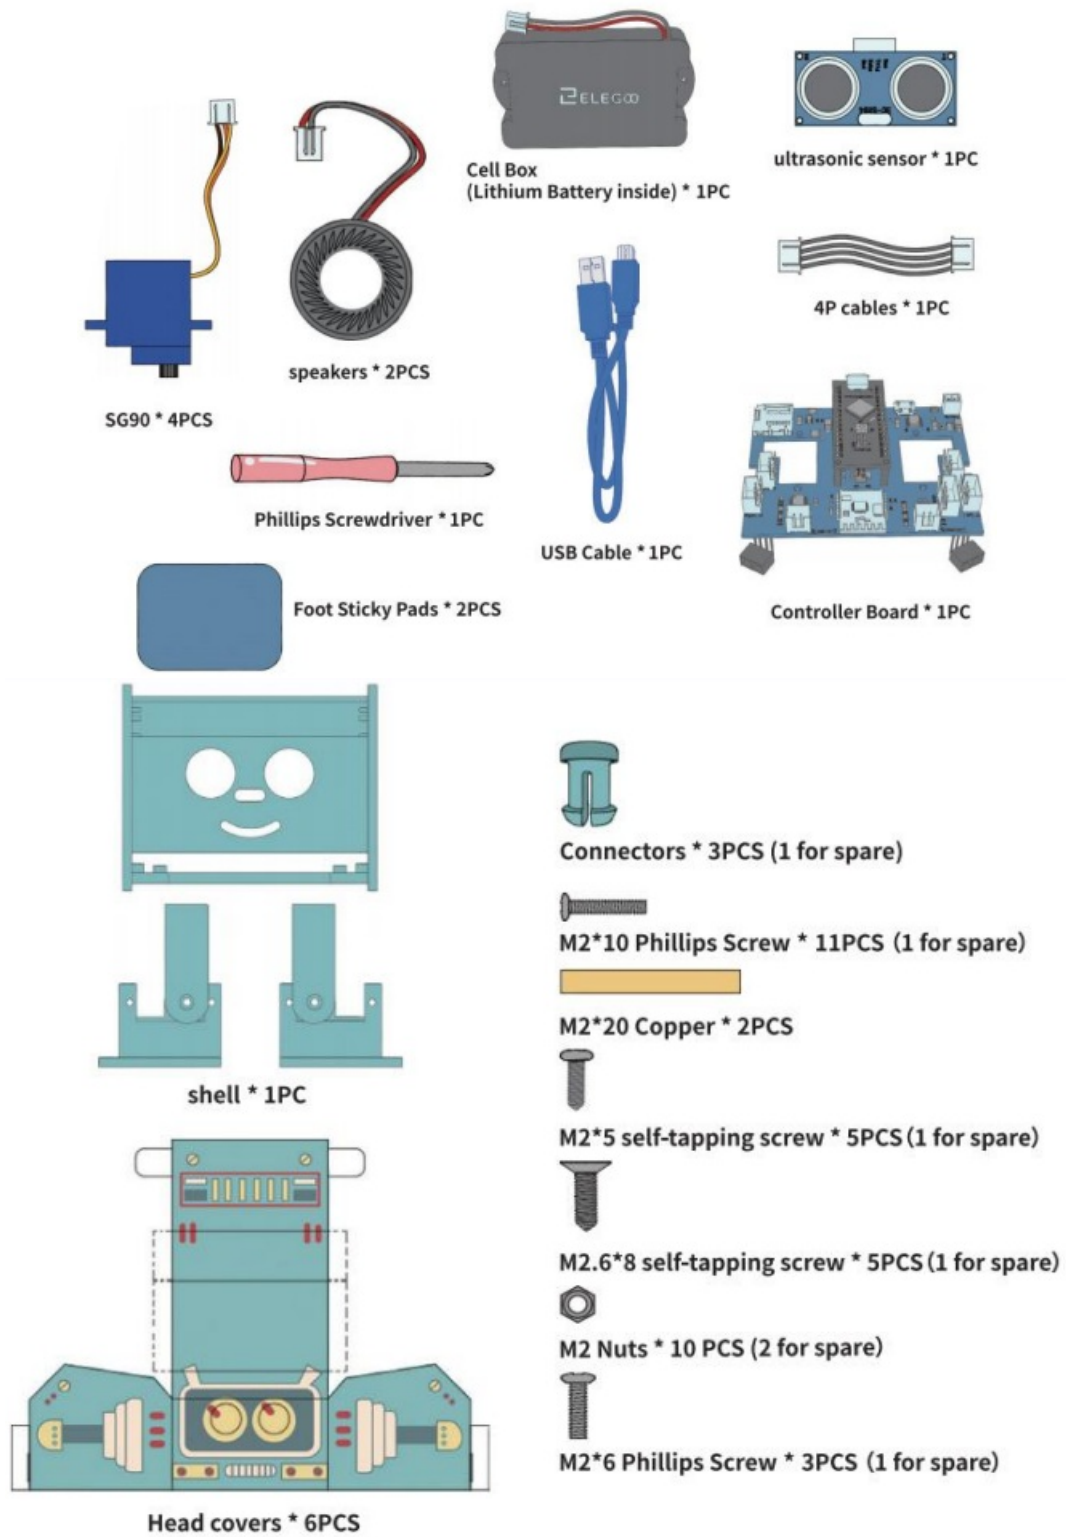 ELEGOO
Cell Box
(Lithium Battery inside) * 1PC
ultrasonic sensor * 1PC
4P cables * 1PC
speakers * 2PCS
SG90 * 4PCS
Phillips Screwdriver * 1PC
USB Cable * 1PC
Controller Board * 1PC
Foot Sticky Pads * 2PCS
shell * 1PC
Head covers * 6PCS
Connectors * 3PCS (1 for spare)
M2*10 Phillips Screw * 11PCS (1 for spare)
M2*20 Copper * 2PCS
M2*5 self-tapping screw * 5PCS (1 for spare)
M2.6*8 self-tapping screw * 5PCS (1 for spare)
M2 Nuts * 10 PCS (2 for spare)
M2*6 Phillips Screw * 3PCS (1 for spare)